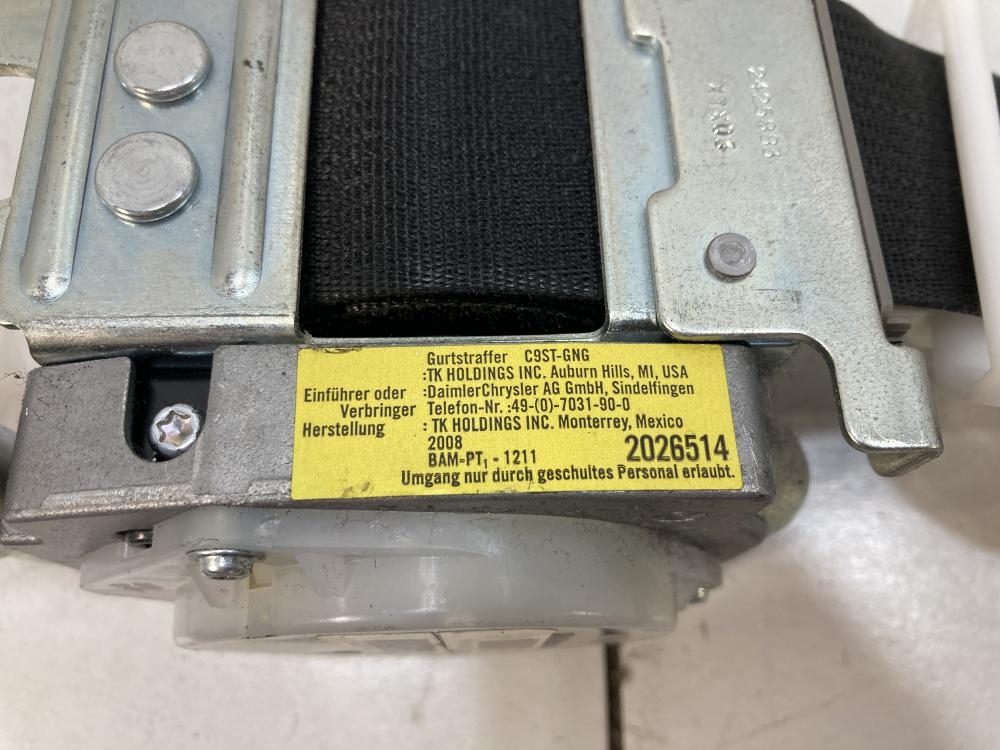 2425883
XTX05
Gurtstraffer C9ST-GNG
:TK HOLDINGS INC. Auburn Hills, MI, USA
Einführer oder :DaimlerChrysler AG GmbH, Sindelfingen
Verbringer Telefon-Nr. :49-(0)-7031-90-0
Herstellung : TK HOLDINGS INC. Monterrey, Mexico
2008
BAM-PT₁ - 1211 2026514
Umgang nur durch geschultes Personal erlaubt.